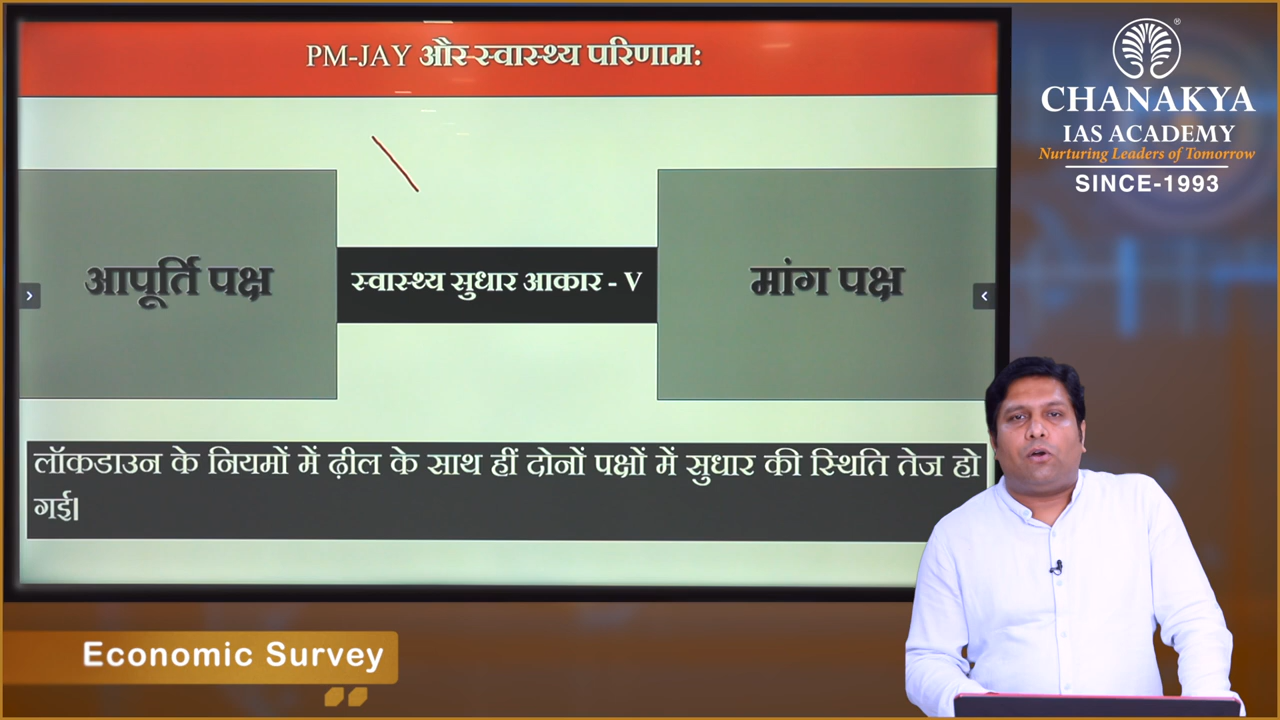 PM-JAY और स्वास्थ्य परिणाम:
आपूर्ति पक्ष
स्वास्थ्य सुधार आकार - V
मांग पक्ष
लॉकडाउन के नियमों में ढ़ील के साथ हीं दोनों पक्षों में सुधार की स्थिति तेज हो
गई|
®
CHANAKYA
IAS ACADEMY
Nurturing Leaders of Tomorrow
SINCE-1993
Economic Survey